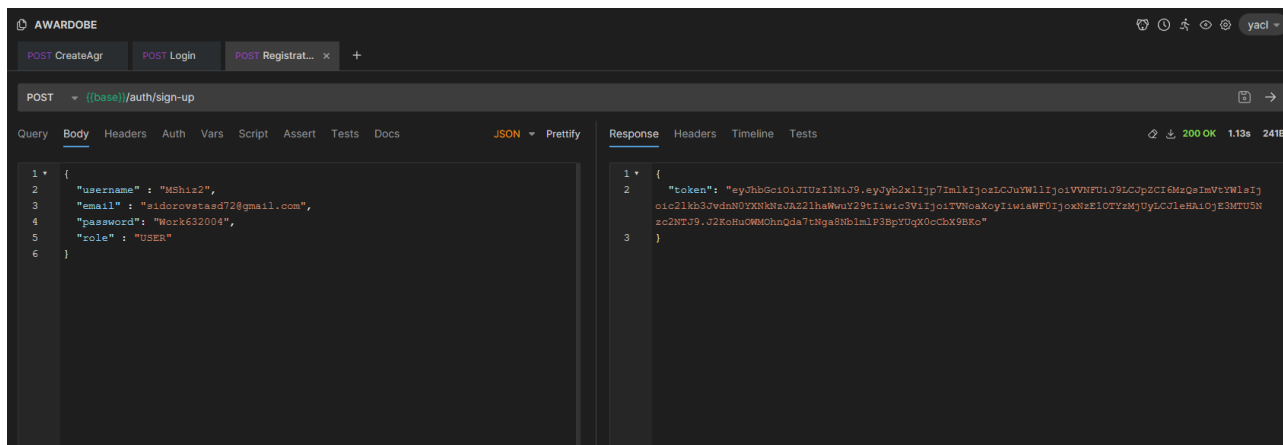 AWARDOBE
yacl
POST CreateAgr POST Login POST Registrat... × +
POST {{base}}/auth/sign-up
Query Body Headers Auth Vars Script Assert Tests Docs JSON Prettify
Response Headers Timeline Tests 200 OK 1.13s 241B
1 {
2 "username" : "MShiz2",
3 "email" : "sidorovstasd72@gmail.com",
4 "password": "Work632004",
5 "role" : "USER"
6 }
1 {
2 "token": "eyJhbGciOiJIUzI1NiJ9.eyJyb2xlIjp7ImlkIjozLCJuYW1lIjoiVVNFUiJ9LCJpZCI6MzQsImVtYWlsIj
oic2lkb3JvdnN0YXNkNzJAZ21haWwuY29tIiwic3ViIjoiTVNoaXoyIiwiaWF0IjoxNzE1OTYzMjUyLCJleHAiOjE3MTU5N
zc2NTJ9.J2KoHuOWMOhnQda7tNga8Nb1mlP3BpYUqX0cCbX9BKo"
3 }